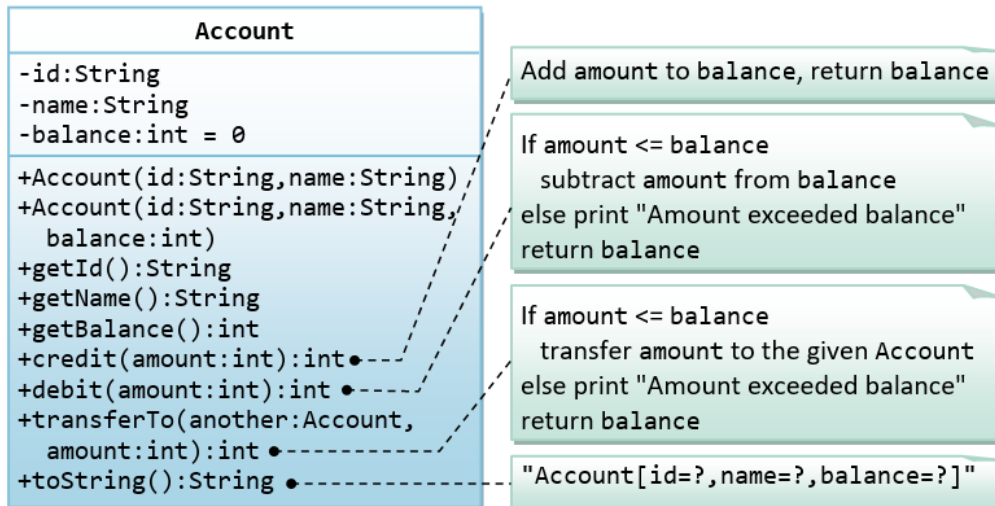 Account
-id:String
-name:String
-balance:int = 0
+Account(id:String,name:String)
+Account(id:String,name:String,
balance:int)
+getId():String
+getName():String
+getBalance():int
+credit(amount:int):int
+debit(amount:int):int
+transferTo(another:Account,
amount:int):int
+toString():String
Add amount to balance, return balance
If amount <= balance
subtract amount from balance
else print "Amount exceeded balance"
return balance
If amount <= balance
transfer amount to the given Account
else print "Amount exceeded balance"
return balance
"Account[id=?,name=?,balance=?]"